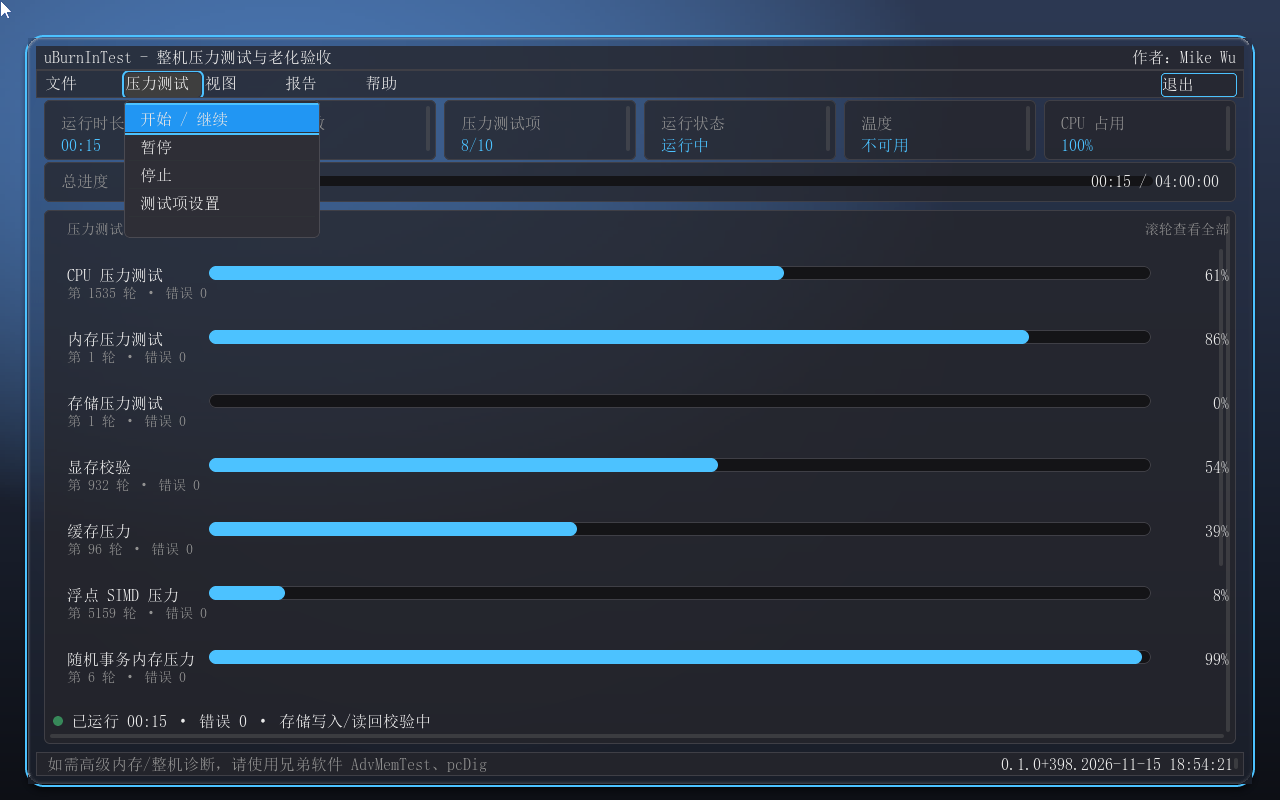 uBurnInTest - 整机压力测试与老化验收
作者: Mike Wu
文件 压力测试 视图 报告 帮助
退出
开始 / 继续
暂停
停止
测试项设置
运行时长
00:15
压力测试项
8/10
运行状态
运行中
温度
不可用
CPU 占用
100%
总进度
00:15 / 04:00:00
压力测试
滚轮查看全部
CPU 压力测试
61%
第 1535 轮 • 错误 0
内存压力测试
86%
第 1 轮 • 错误 0
存储压力测试
0%
第 1 轮 • 错误 0
显存校验
54%
第 932 轮 • 错误 0
缓存压力
39%
第 96 轮 • 错误 0
浮点 SIMD 压力
8%
第 5159 轮 • 错误 0
随机事务内存压力
99%
第 6 轮 • 错误 0
已运行 00:15 • 错误 0 • 存储写入/读回校验中
如需高级内存/整机诊断，请使用兄弟软件 AdvMemTest、pcDig
0.1.0+398.2026-11-15 18:54:21